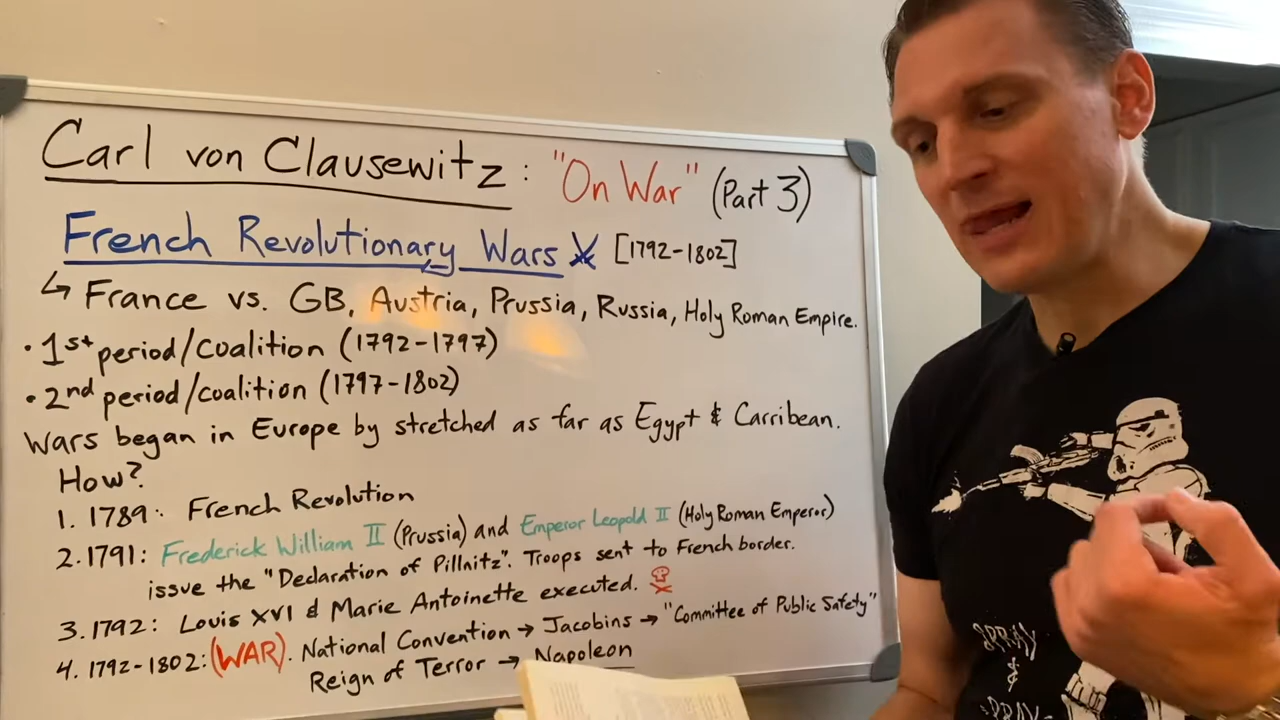 Carl von Clausewitz: "On War" (Part 3)
French Revolutionary Wars [1792-1802]
↳ France vs. GB, Austria, Prussia, Russia, Holy Roman Empire.
• 1st period/coalition (1792-1797)
• 2nd period/coalition (1797-1802)
Wars began in Europe by stretched as far as Egypt & Carribean.
How?
1. 1789: French Revolution
2. 1791: Frederick William II (Prussia) and Emperor Leopold II (Holy Roman Emperor)
issue the "Declaration of Pillnitz". Troops sent to French border.
3. 1792: Louis XVI & Marie Antoinette executed.
4. 1792-1802: (WAR). National Convention → Jacobins → "Committee of Public Safety"
Reign of Terror → Napoleon
SPRAY
&
PRAY